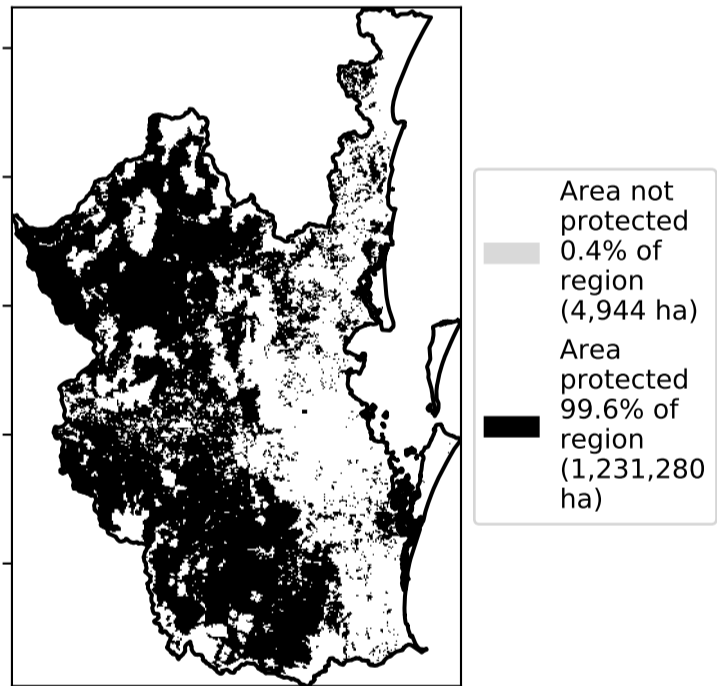 Area not
protected
0.4% of
region
(4,944 ha)
Area
protected
99.6% of
region
(1,231,280
ha)